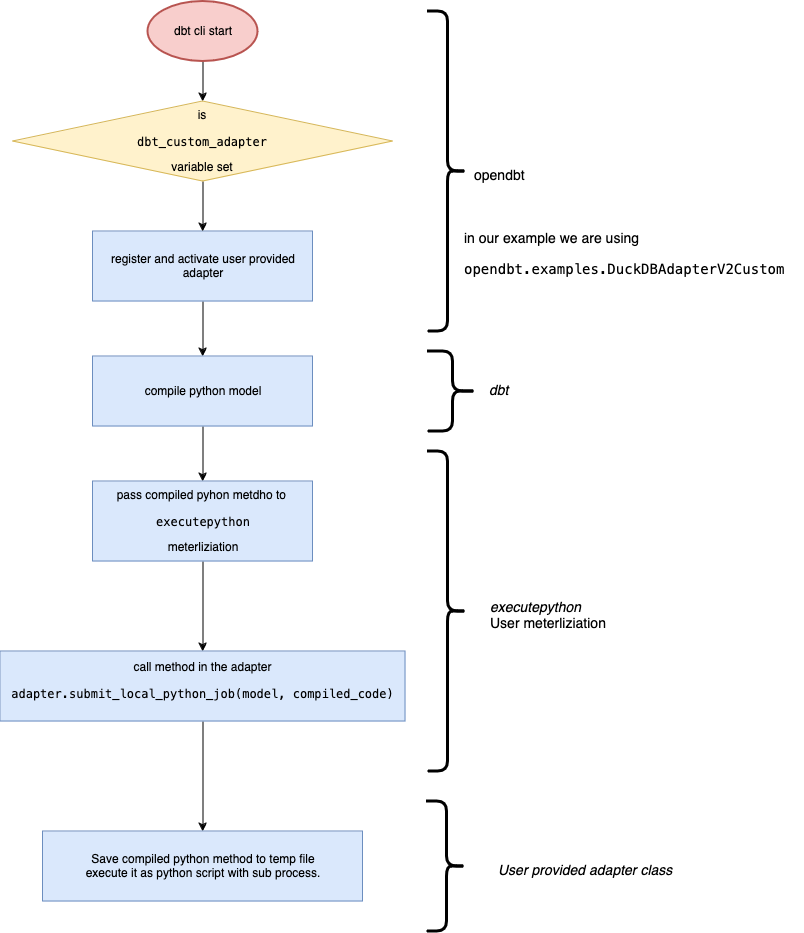 dbt cli start
is
dbt_custom_adapter
variable set
opendbt
in our example we are using
opendbt.examples.DuckDBAdapterV2Custom
register and activate user provided
adapter
compile python model
dbt
pass compiled pyhon metdho to
executepython
meterliziation
executepython
User meterliziation
call method in the adapter
adapter.submit_local_python_job(model, compiled_code)
Save compiled python method to temp file
execute it as python script with sub process.
User provided adapter class